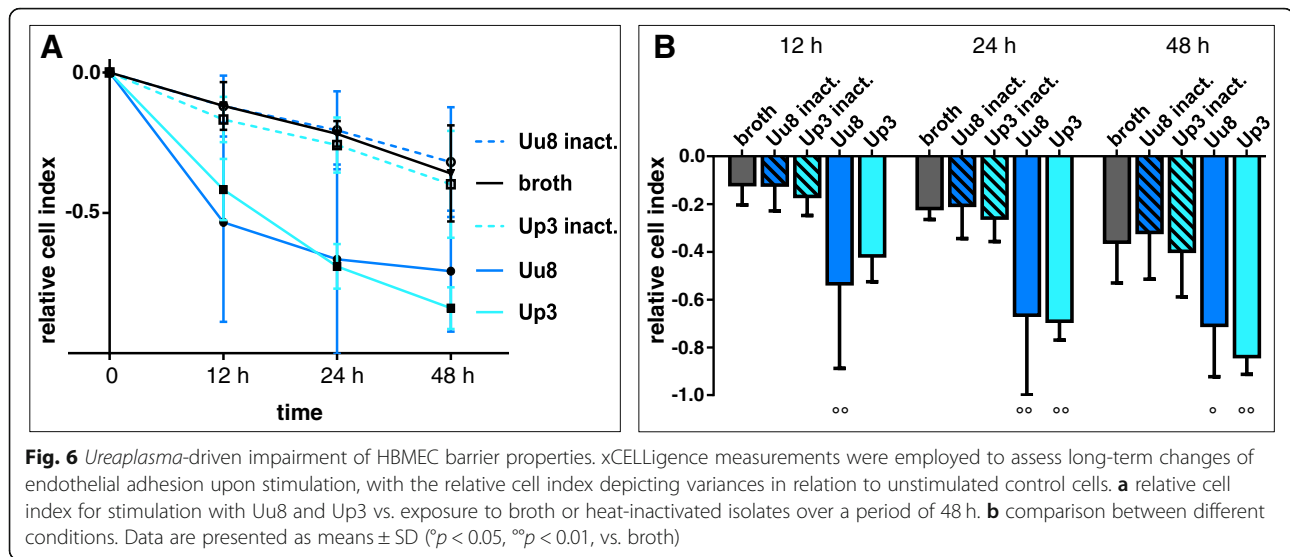 A
relative cell index
0.0
-0.5
0
12 h
24 h
48 h
time
Uu8 inact.
broth
Up3 inact.
Uu8
Up3
B
12 h
24 h
48 h
broth
Uu8 inact.
Up3 inact.
Uu8
Up3
broth
Uu8 inact.
Up3 inact.
Uu8
Up3
broth
Uu8 inact.
Up3 inact.
Uu8
Up3
relative cell index
0.0
-0.2
-0.4
-0.6
-0.8
-1.0
°°
°°
°°
°
°°
Fig. 6 Ureaplasma-driven impairment of HBMEC barrier properties. xCELLigence measurements were employed to assess long-term changes of
endothelial adhesion upon stimulation, with the relative cell index depicting variances in relation to unstimulated control cells. a relative cell
index for stimulation with Uu8 and Up3 vs. exposure to broth or heat-inactivated isolates over a period of 48 h. b comparison between different
conditions. Data are presented as means ± SD (°p < 0.05, °°p < 0.01, vs. broth)